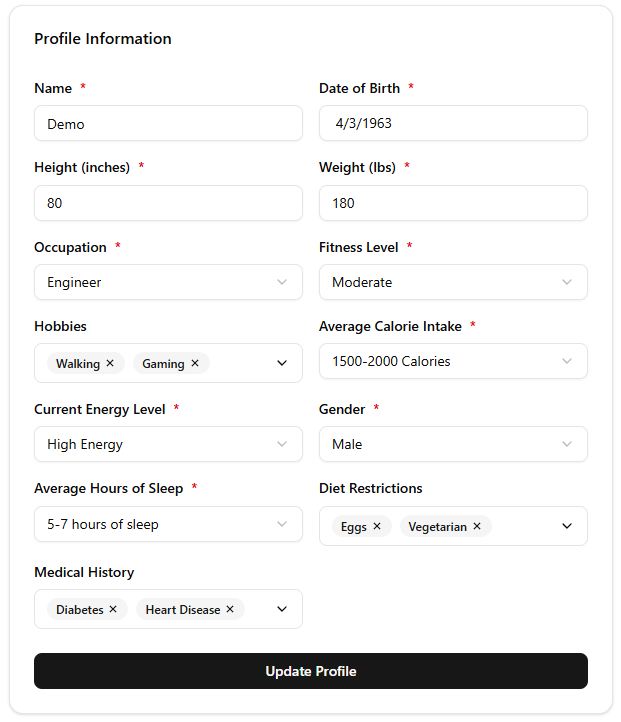 Profile Information
Name *
Date of Birth *
Demo
4/3/1963
Height (inches) *
Weight (lbs) *
80
180
Occupation *
Fitness Level *
Engineer
Moderate
Hobbies
Average Calorie Intake *
Walking ×
Gaming ×
1500-2000 Calories
Current Energy Level *
Gender *
High Energy
Male
Average Hours of Sleep *
Diet Restrictions
5-7 hours of sleep
Eggs ×
Vegetarian ×
Medical History
Diabetes ×
Heart Disease ×
Update Profile